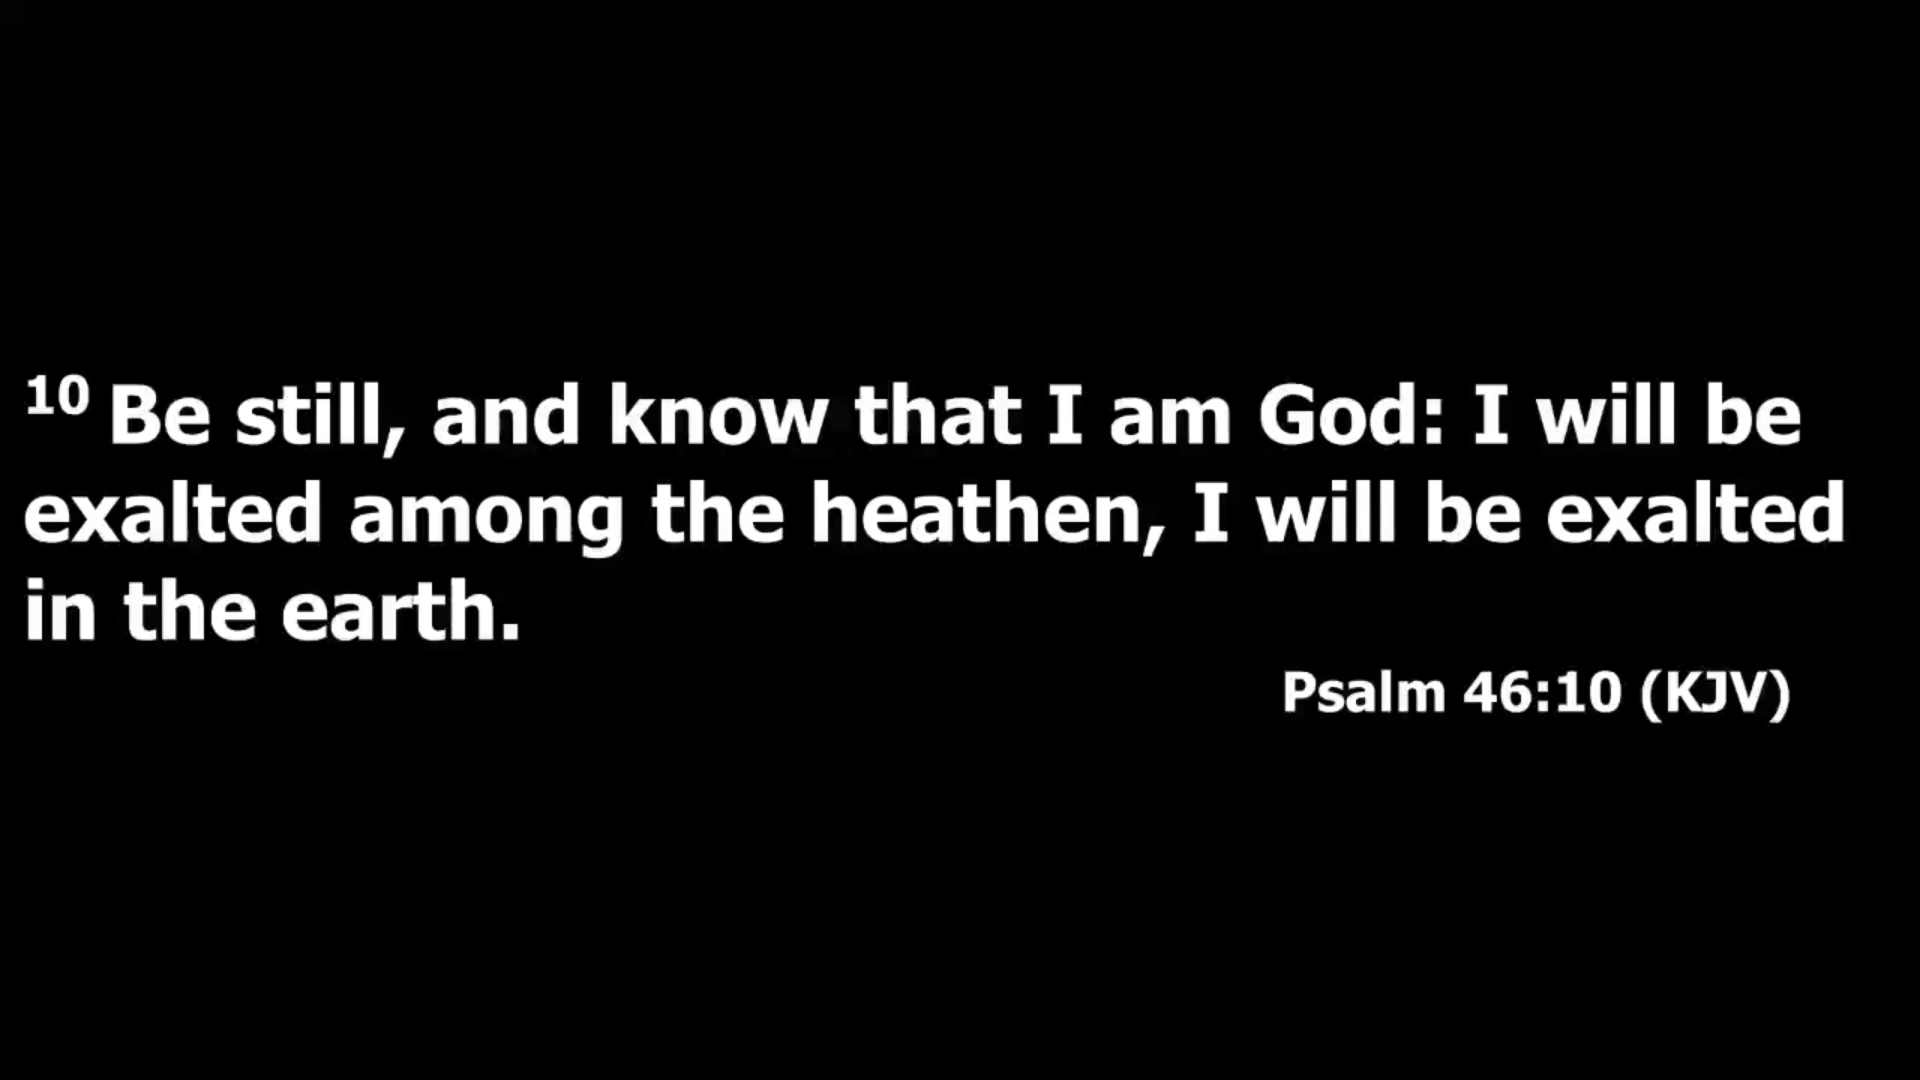 10 Be still, and know that I am God: I will be
exalted among the heathen, I will be exalted
in the earth.
Psalm 46:10 (KJV)